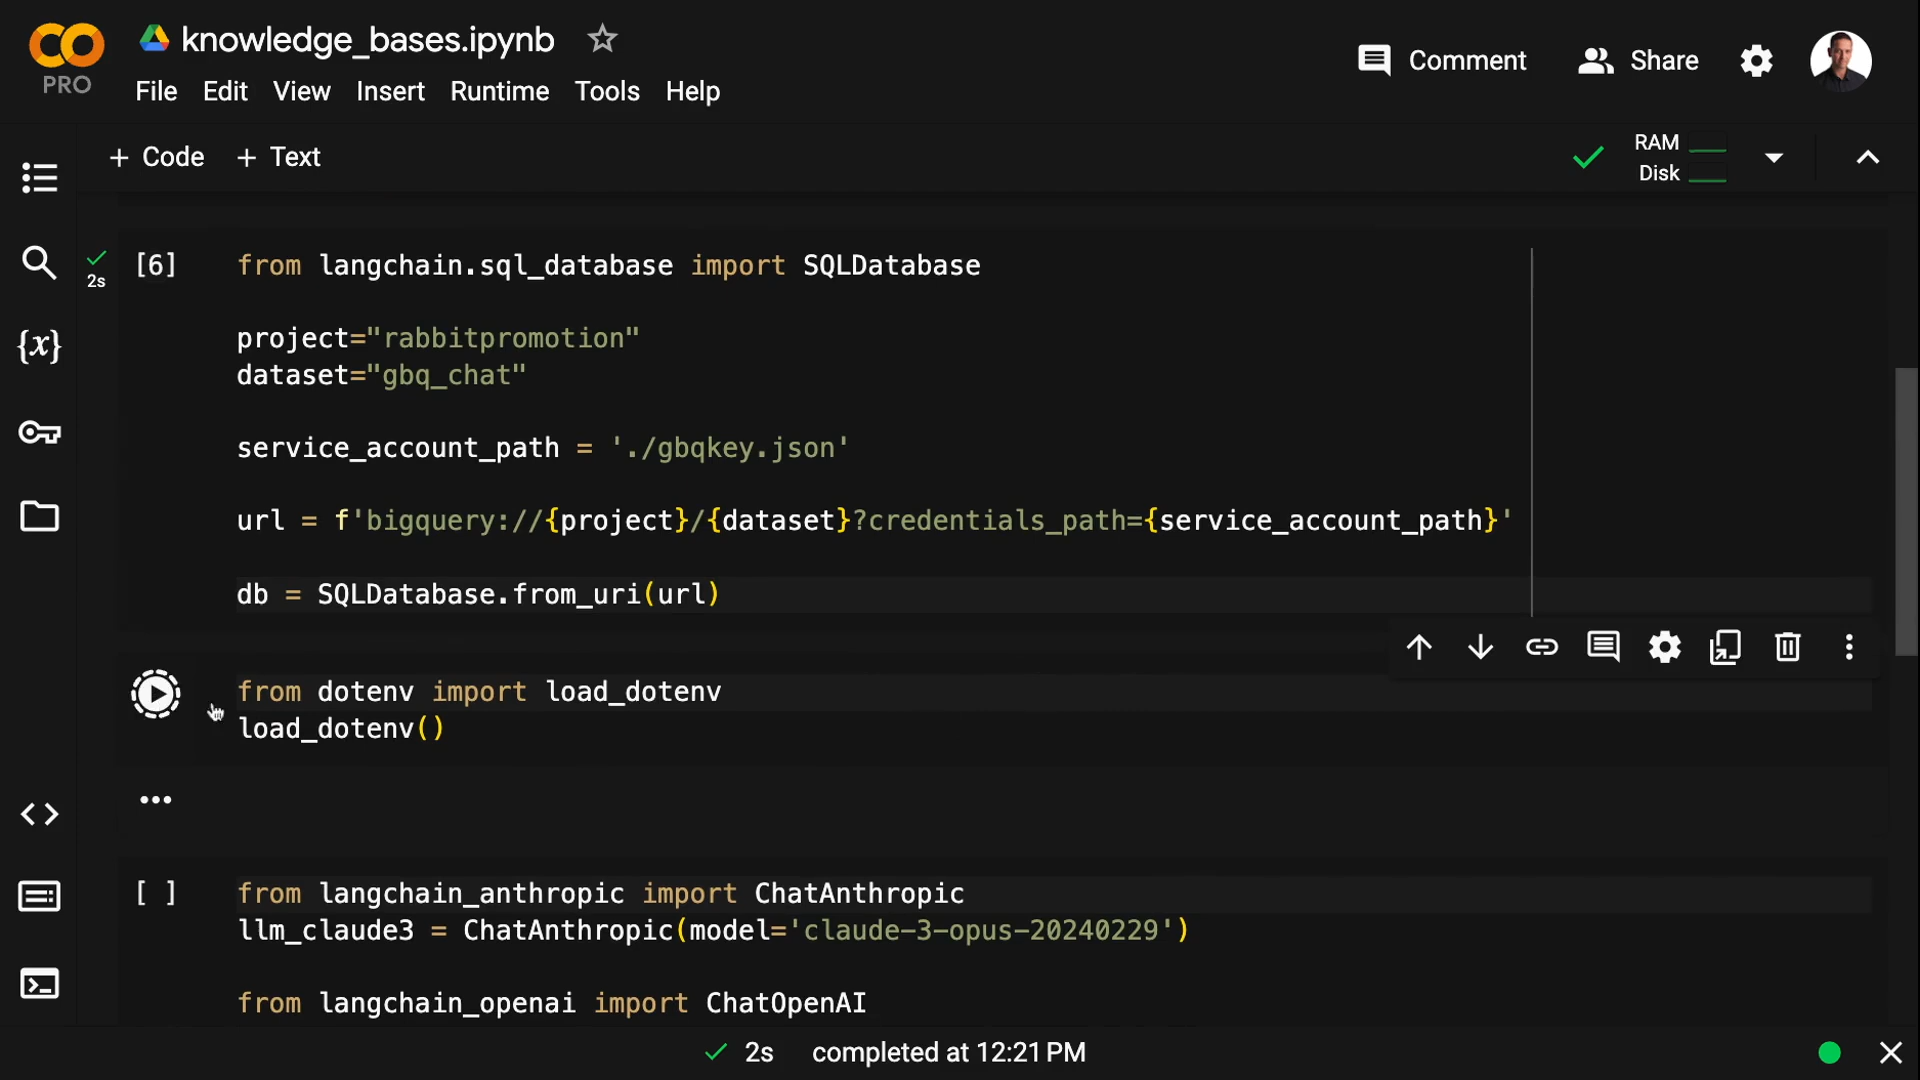 knowledge_bases.ipynb
Comment
Share
PRO
File Edit View Insert Runtime Tools Help
+ Code + Text
RAM
Disk
{x}
2s
[6]
from langchain.sql_database import SQLDatabase
project="rabbitpromotion"
dataset="gbq_chat"
service_account_path = './gbqkey.json'
url = f'bigquery://{project}/{dataset}?credentials_path={service_account_path}'
db = SQLDatabase.from_uri(url)
from dotenv import load_dotenv
load_dotenv()
[ ]
from langchain_anthropic import ChatAnthropic
llm_claude3 = ChatAnthropic(model='claude-3-opus-20240229')
from langchain_openai import ChatOpenAI
2s completed at 12:21 PM